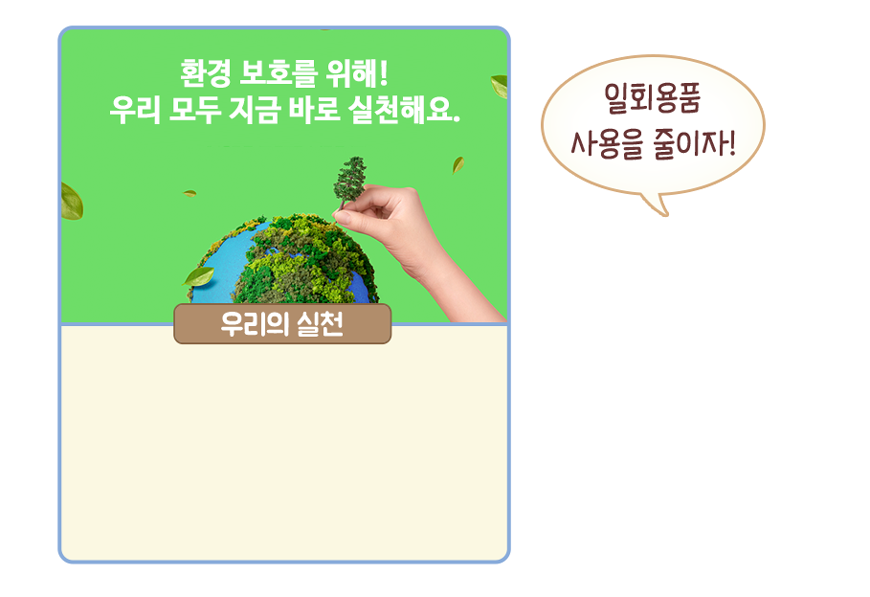 환경 보호를 위해!
우리 모두 지금 바로 실천해요.
우리의 실천
일회용품
사용을 줄이자!